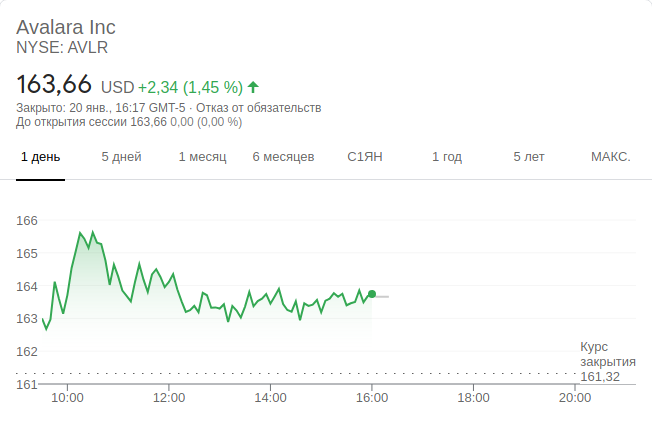 Avalara Inc
NYSE: AVLR
163,66 USD +2,34 (1,45 %)
Закрыто: 20 янв., 16:17 GMT-5 · Отказ от обязательств
До открытия сессии 163,66 0,00 (0,00 %)
1 день 5 дней 1 месяц 6 месяцев С1ЯН 1 год 5 лет МАКС.
166
165
164
163
162
161
Курс
закрытия
161,32
10:00 12:00 14:00 16:00 18:00 20:00